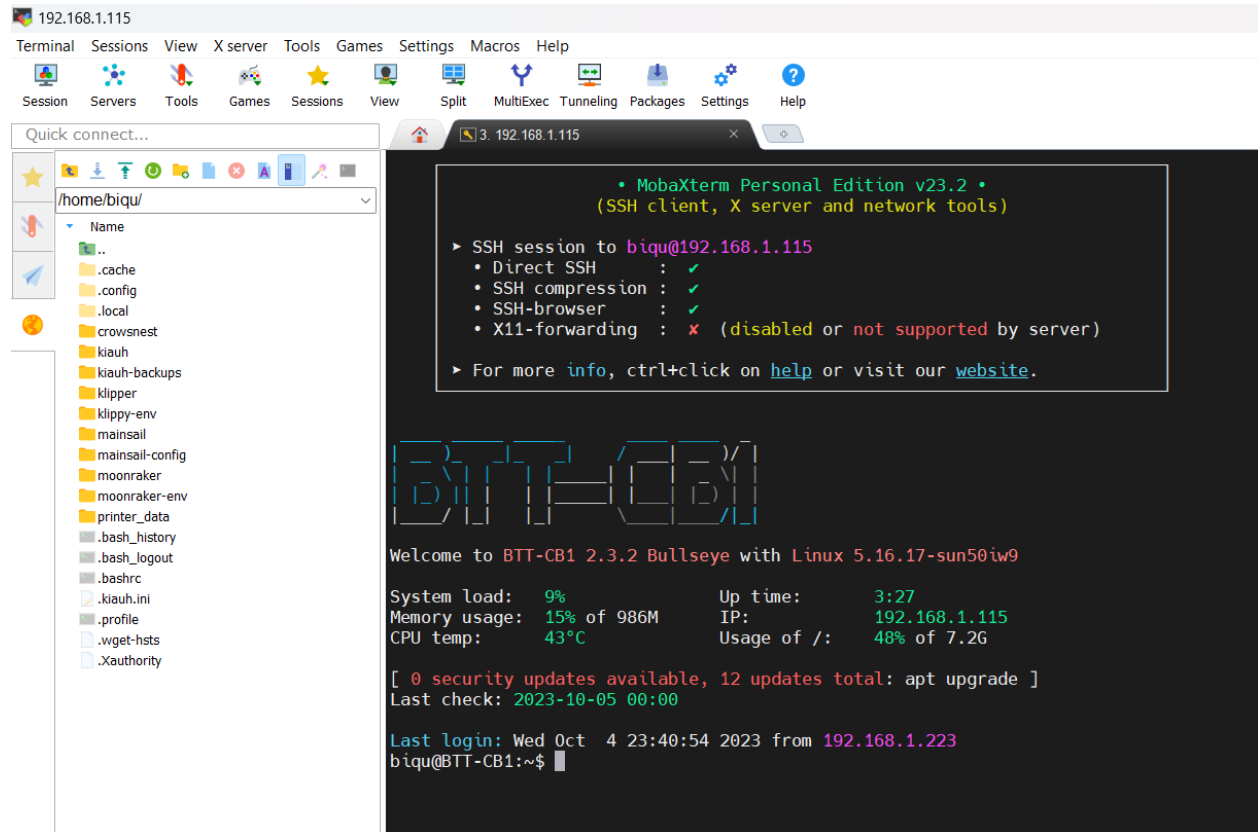 192.168.1.115
Terminal Sessions View X server Tools Games Settings Macros Help
Session Servers Tools Games Sessions View Split MultiExec Tunneling Packages Settings Help
Quick connect...
3. 192.168.1.115
/home/biqu/
Name
..
.cache
.config
.local
crowsnest
kiauh
kiauh-backups
klipper
klippy-env
mainsail
mainsail-config
moonraker
moonraker-env
printer_data
.bash_history
.bash_logout
.bashrc
.kiauh.ini
.profile
.wget-hsts
.Xauthority
• MobaXterm Personal Edition v23.2 •
(SSH client, X server and network tools)
➤ SSH session to biqu@192.168.1.115
• Direct SSH : ✔
• SSH compression : ✔
• SSH-browser : ✔
• X11-forwarding : ✘ (disabled or not supported by server)
➤ For more info, ctrl+click on help or visit our website.
BTT-CB1
Welcome to BTT-CB1 2.3.2 Bullseye with Linux 5.16.17-sun50iw9
System load: 9% Up time: 3:27
Memory usage: 15% of 986M IP: 192.168.1.115
CPU temp: 43°C Usage of /: 48% of 7.2G
[ 0 security updates available, 12 updates total: apt upgrade ]
Last check: 2023-10-05 00:00
Last login: Wed Oct 4 23:40:54 2023 from 192.168.1.223
biqu@BTT-CB1:~$